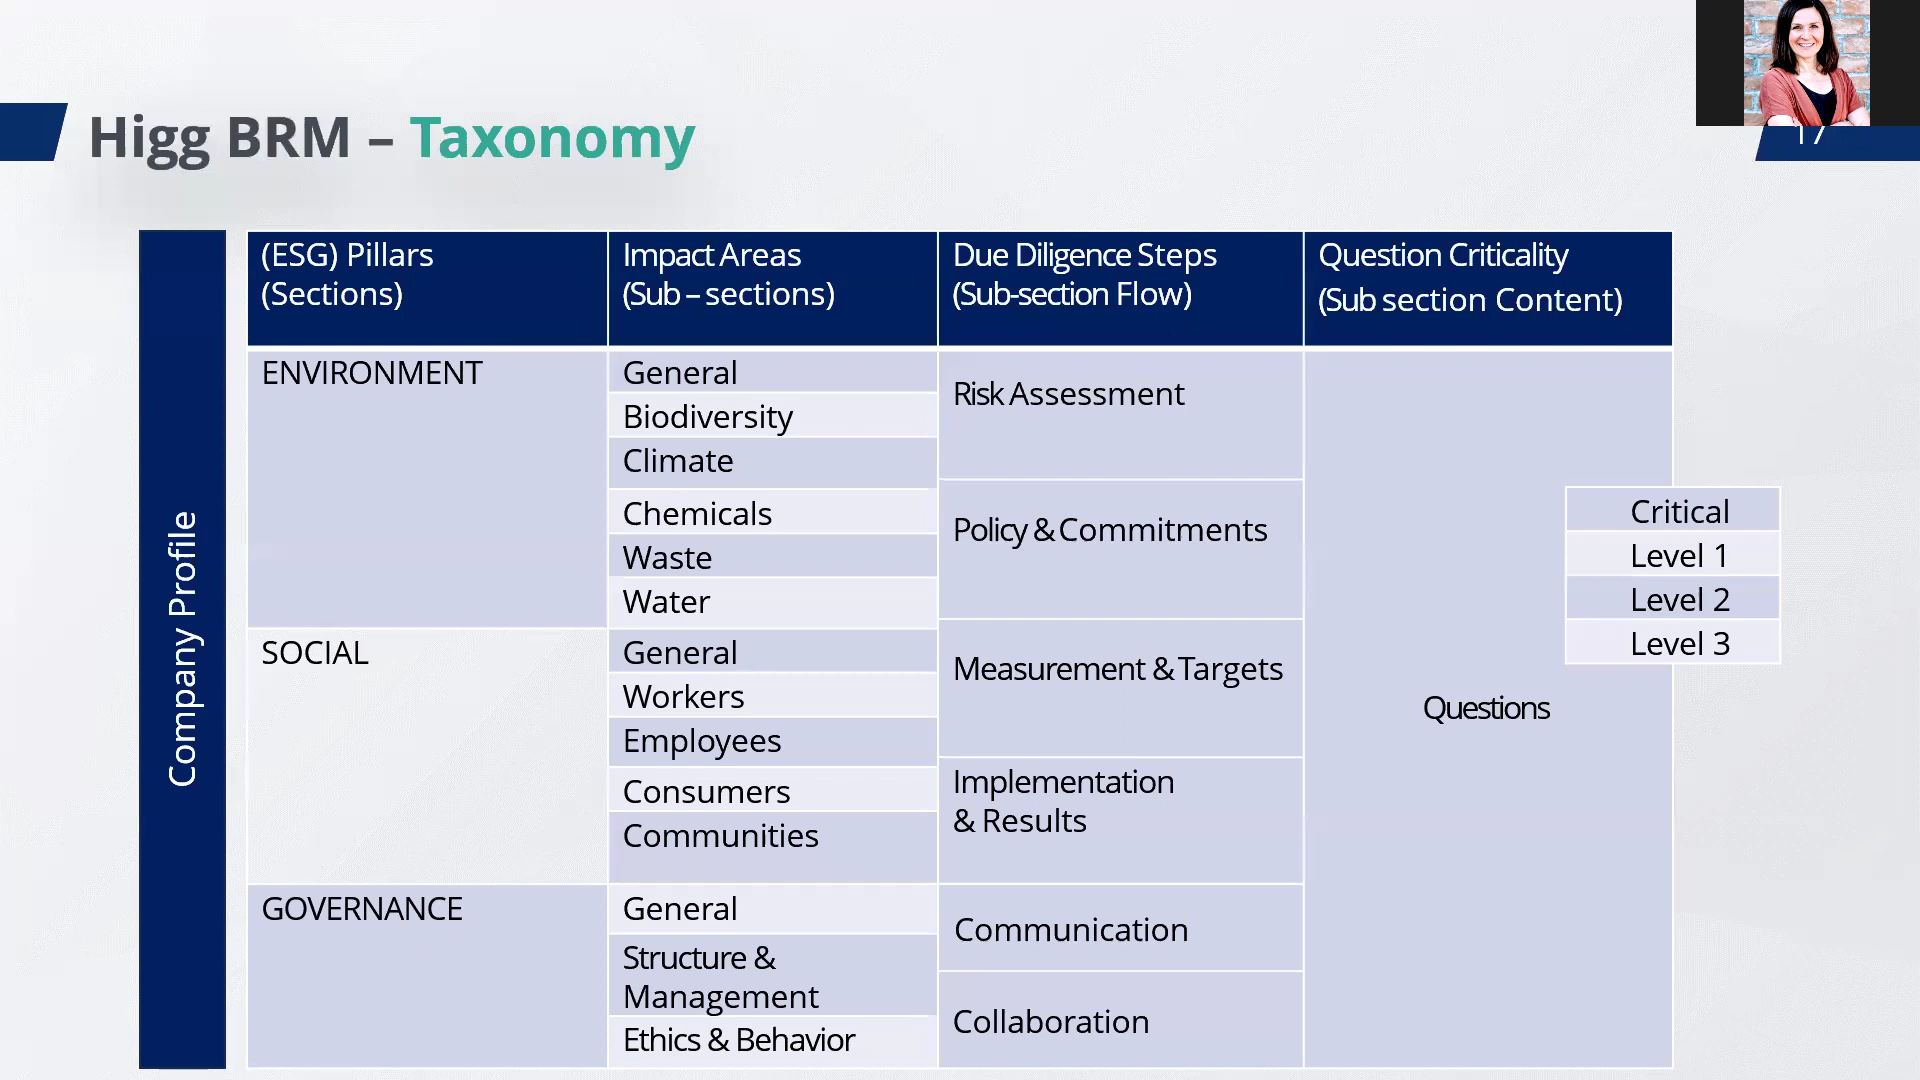 Higg BRM – Taxonomy
17
Company Profile
(ESG) Pillars
(Sections)
Impact Areas
(Sub – sections)
Due Diligence Steps
(Sub-section Flow)
Question Criticality
(Sub section Content)
ENVIRONMENT
General
Biodiversity
Climate
Chemicals
Waste
Water
SOCIAL
General
Workers
Employees
Consumers
Communities
GOVERNANCE
General
Structure &
Management
Ethics & Behavior
Risk Assessment
Policy & Commitments
Measurement & Targets
Implementation
& Results
Communication
Collaboration
Questions
Critical
Level 1
Level 2
Level 3